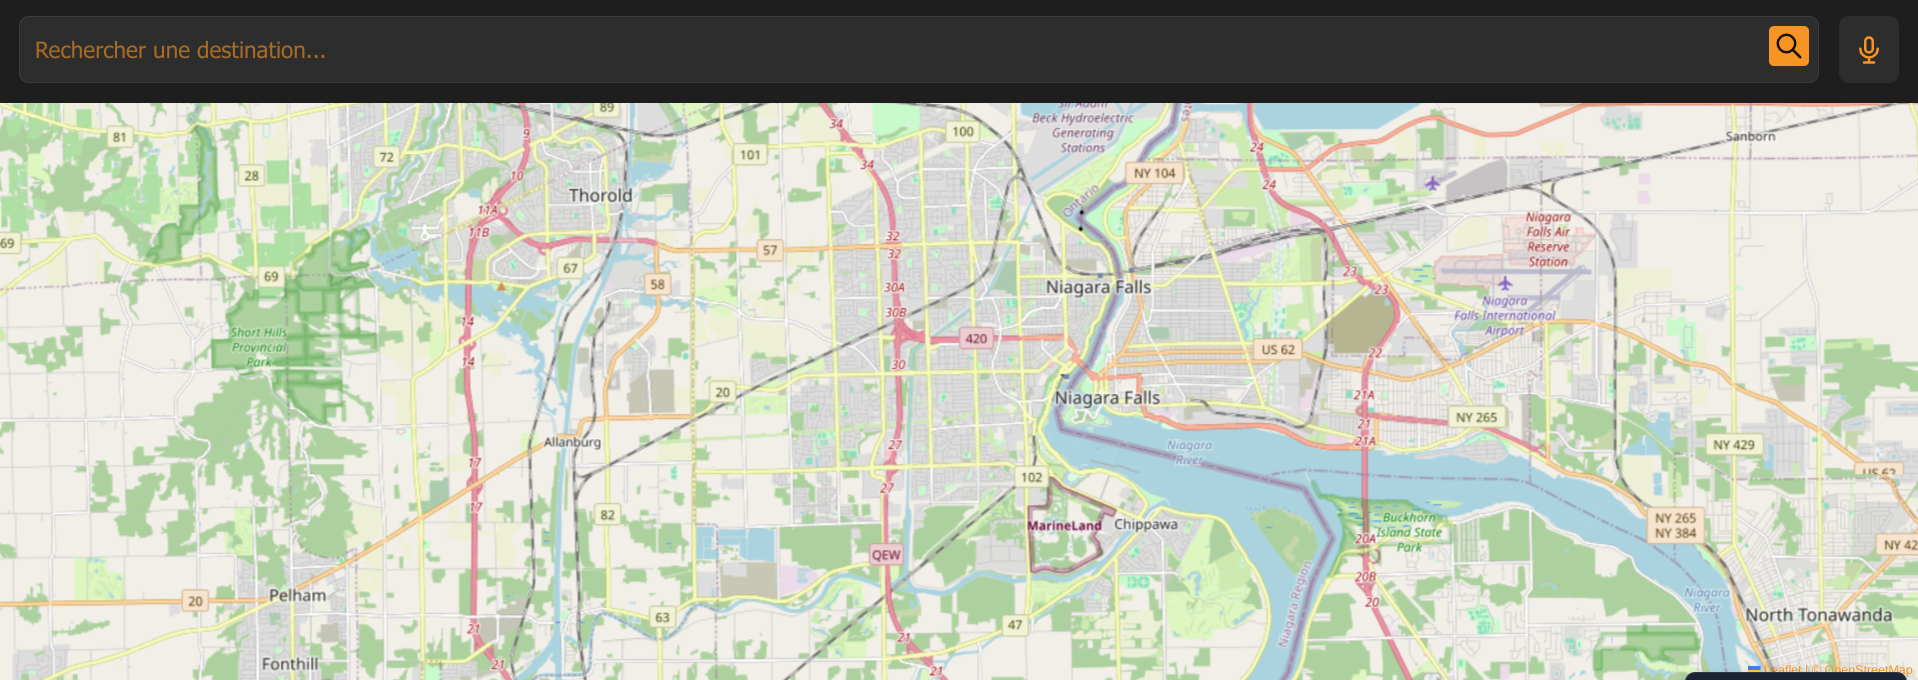 Rechercher une destination...
89
Sir Adam
Beck Hydroelectric
Generating
Stations
81
9
34
100
Sanborn
72
101
34
24
28
10
NY 104
24
Thorold
Ontario
11A
11B
Niagara
Falls Air
Reserve
Station
32
69
57
32
67
69
58
23
30A
Niagara Falls
23
Niagara
Falls International
Airport
14
30B
Short Hills
Provincial
Park
420
US 62
14
30
22
20
21A
Niagara Falls
NY 265
21
Allanburg
27
Niagara
River
21A
NY 429
17
US 62
102
27
17
82
MarineLand
Chippawa
Buckhorn
Island State
Park
NY 265
NY 384
20A
NY 42
QEW
20B
Niagara Region
20
Pelham
20
Niagara
River
63
47
North Tonawanda
21
21
Fonthill
21
21
Leaflet | © OpenStreetMap